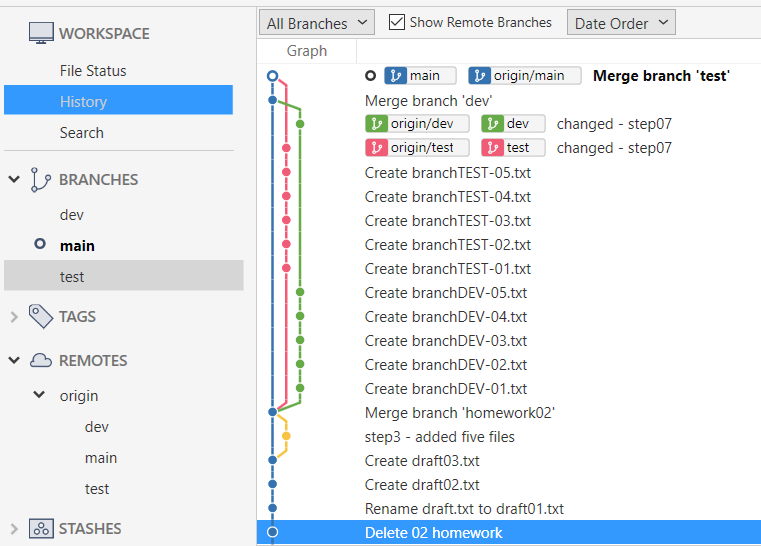 WORKSPACE
File Status
History
Search
BRANCHES
dev
main
test
TAGS
REMOTES
origin
dev
main
test
STASHES
All Branches Show Remote Branches Date Order
Graph
main origin/main Merge branch 'test'
Merge branch 'dev'
origin/dev dev changed - step07
origin/test test changed - step07
Create branchTEST-05.txt
Create branchTEST-04.txt
Create branchTEST-03.txt
Create branchTEST-02.txt
Create branchTEST-01.txt
Create branchDEV-05.txt
Create branchDEV-04.txt
Create branchDEV-03.txt
Create branchDEV-02.txt
Create branchDEV-01.txt
Merge branch 'homework02'
step3 - added five files
Create draft03.txt
Create draft02.txt
Rename draft.txt to draft01.txt
Delete 02 homework